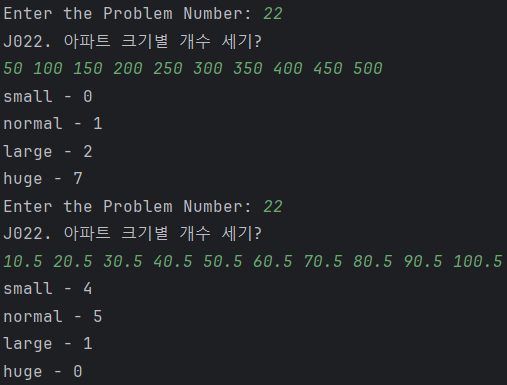 Enter the Problem Number: 22
J022. 아파트 크기별 개수 세기?
50 100 150 200 250 300 350 400 450 500
small - 0
normal - 1
large - 2
huge - 7
Enter the Problem Number: 22
J022. 아파트 크기별 개수 세기?
10.5 20.5 30.5 40.5 50.5 60.5 70.5 80.5 90.5 100.5
small - 4
normal - 5
large - 1
huge - 0